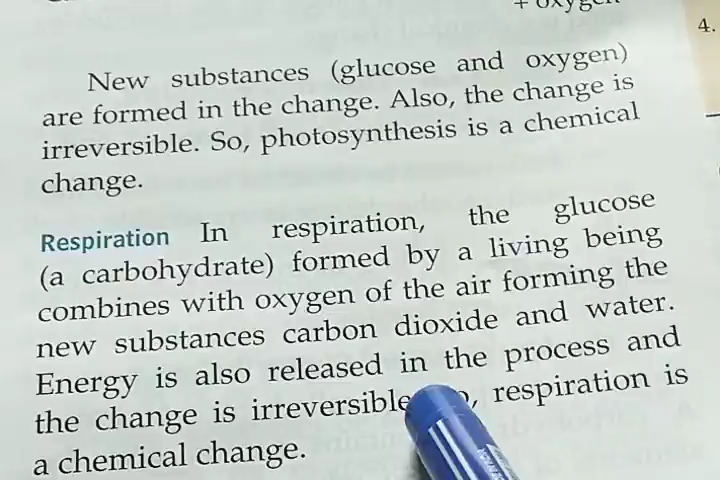 + oxygen
4.
New substances (glucose and oxygen)
are formed in the change. Also, the change is
irreversible. So, photosynthesis is a chemical
change.
Respiration In respiration, the glucose
(a carbohydrate) formed by a living being
combines with oxygen of the air forming the
new substances carbon dioxide and water.
Energy is also released in the process and
the change is irreversible , respiration is
a chemical change.